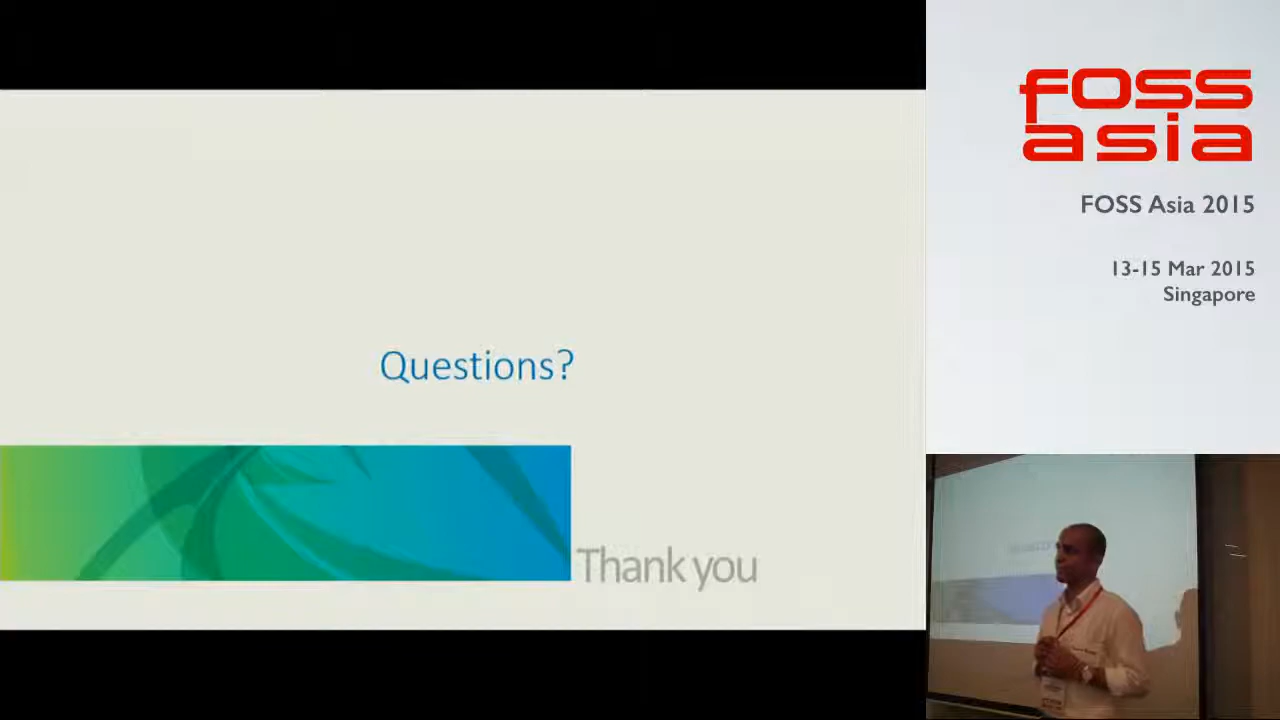 Questions?
Thank you
foss
asia
FOSS Asia 2015
13-15 Mar 2015
Singapore